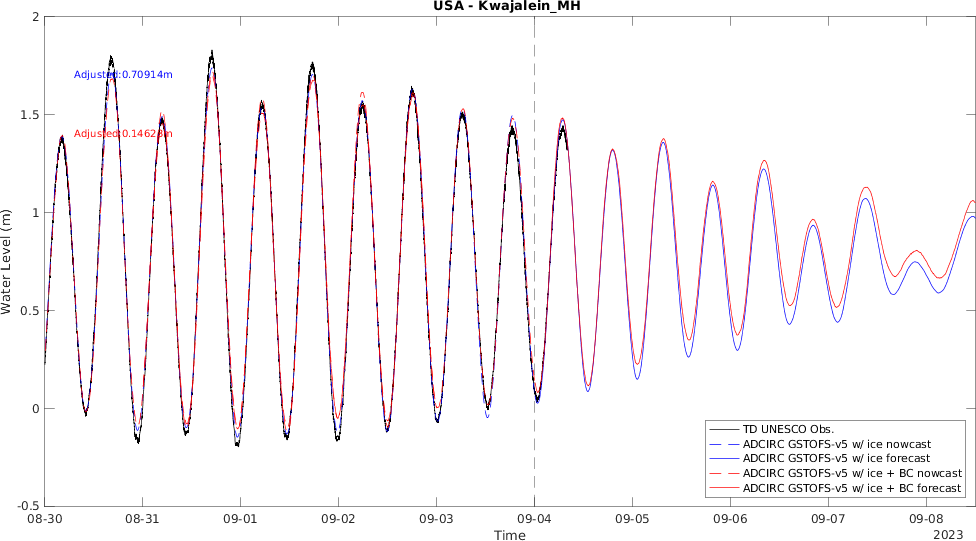 USA - Kwajalein_MH
2
Adjusted:0.70914m
1.5
Adjusted:0.14628m
1
Water Level (m)
0.5
0
TD UNESCO Obs.
ADCIRC GSTOFS-v5 w/ ice nowcast
ADCIRC GSTOFS-v5 w/ ice forecast
ADCIRC GSTOFS-v5 w/ ice + BC nowcast
ADCIRC GSTOFS-v5 w/ ice + BC forecast
-0.5
08-30 08-31 09-01 09-02 09-03 09-04 09-05 09-06 09-07 09-08
Time
2023